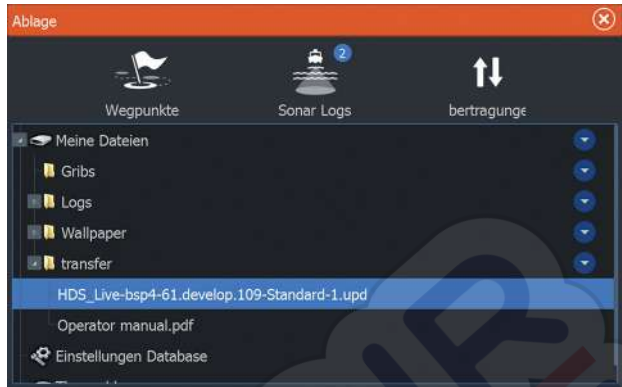 Ablage
2
Wegpunkte
Sonar Logs
bertragunge
Meine Dateien
Gribs
Logs
Wallpaper
transfer
HDS_Live-bsp4-61.develop.109-Standard-1.upd
Operator manual.pdf
Einstellungen Database